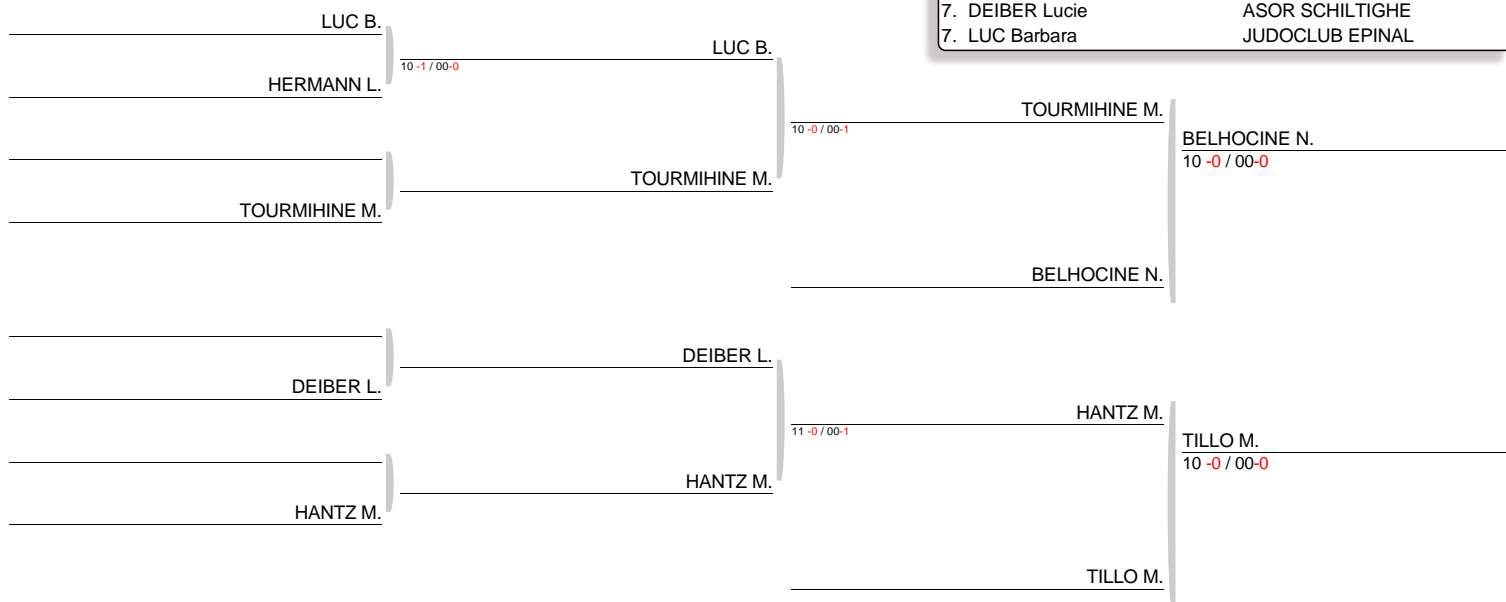 7. DEIBER Lucie ASOR SCHILTIGHE
7. LUC Barbara JUDOCLUB EPINAL
LUC B.
HERMANN L.
TOURMIHINE M.
DEIBER L.
HANTZ M.
LUC B.
10 -1 / 00-0
TOURMIHINE M.
DEIBER L.
HANTZ M.
TOURMIHINE M.
10 -0 / 00-1
BELHOCINE N.
HANTZ M.
11 -0 / 00-1
TILLO M.
BELHOCINE N.
10 -0 / 00-0
TILLO M.
10 -0 / 00-0